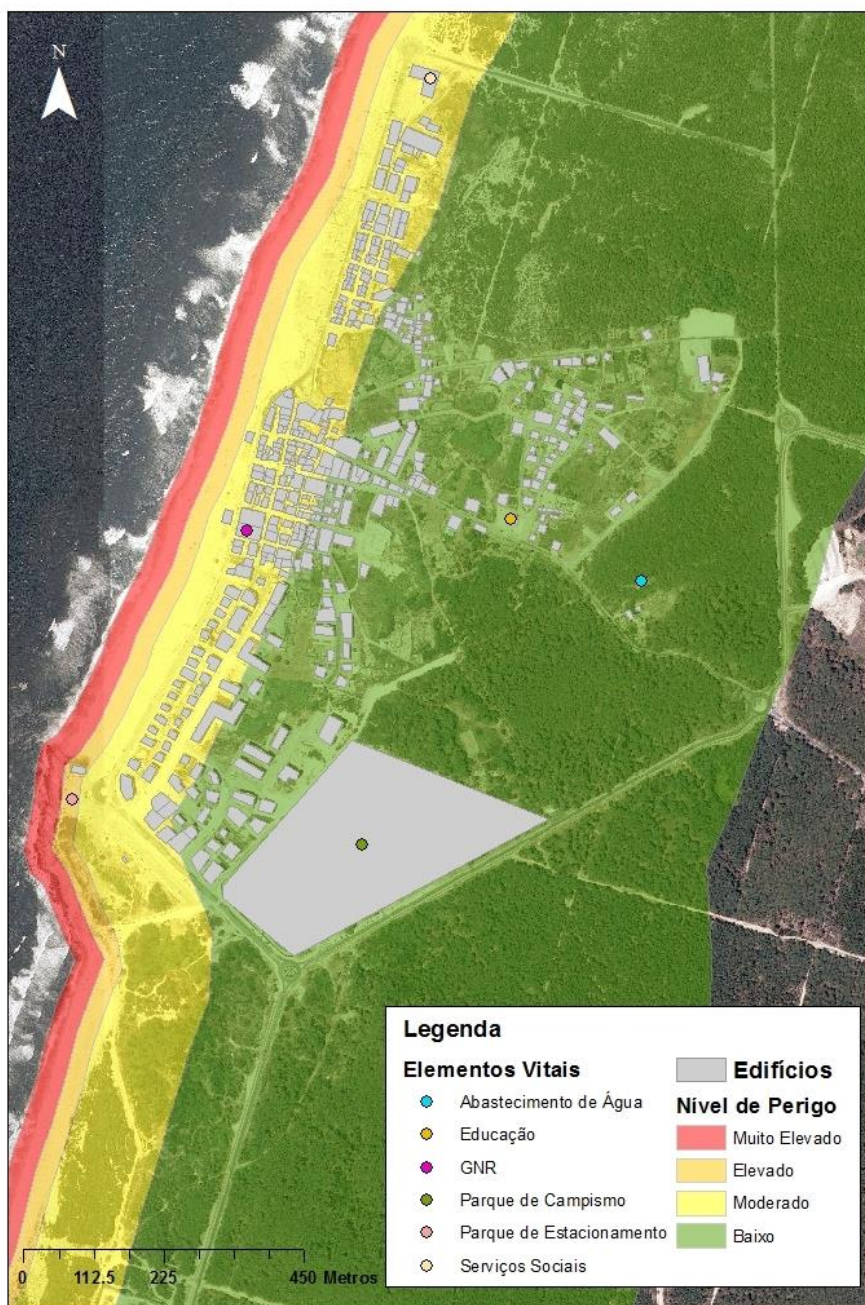 N
Legenda
Elementos Vitais
Abastecimento de Água
Educação
GNR
Parque de Campismo
Parque de Estacionamento
Serviços Sociais
Edifícios
Nível de Perigo
Muito Elevado
Elevado
Moderado
Baixo
0 112.5 225 450 Metros